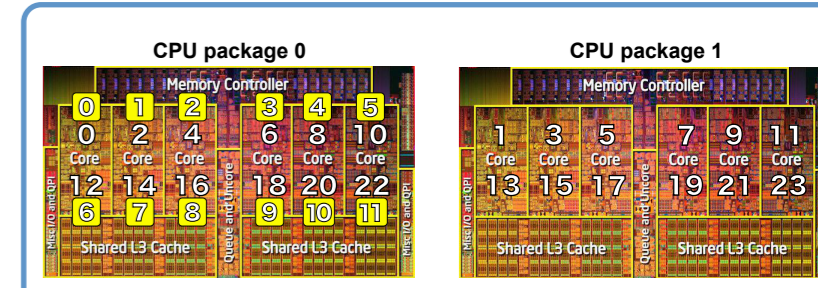 CPU package 0
Memory Controller
0 1 2 3 4 5
0 2 4 6 8 10
Core Core Core Core Core Core
12 14 16 18 20 22
6 7 8 9 10 11
Misc I/O and QPI
Queue and Uncore
Misc I/O and QPI
Shared L3 Cache Shared L3 Cache
CPU package 1
Memory Controller
1 3 5 7 9 11
Core Core Core Core Core Core
13 15 17 19 21 23
Misc I/O and QPI
Queue and Uncore
Shared L3 Cache Shared L3 Cache